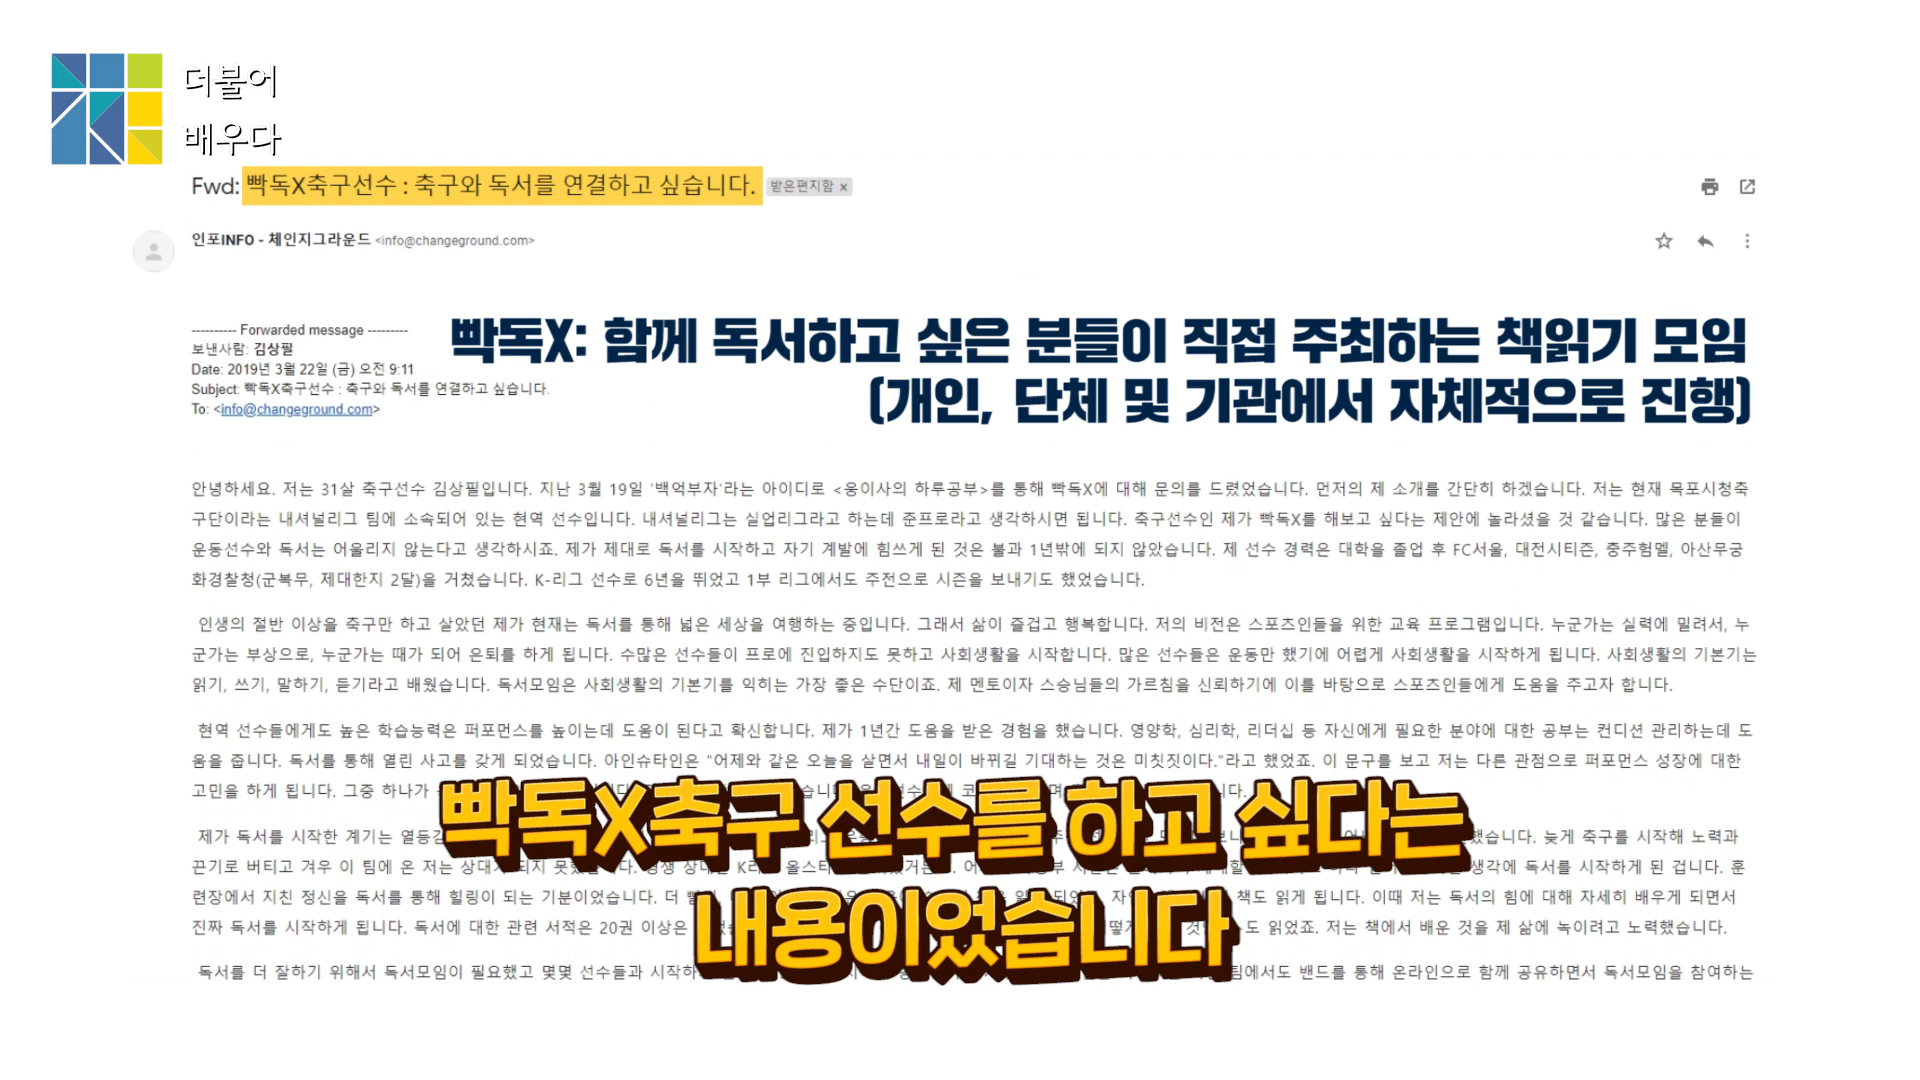 더불어
배우다
Fwd: 빡독X축구선수 : 축구와 독서를 연결하고 싶습니다. 받은편지함 x
인포INFO - 체인지그라운드 <info@changeground.com>
---------- Forwarded message ---------
보낸사람: 김상필
Date: 2019년 3월 22일 (금) 오전 9:11
Subject: 빡독X축구선수 : 축구와 독서를 연결하고 싶습니다.
To: <info@changeground.com>
빡독X: 함께 독서하고 싶은 분들이 직접 주최하는 책읽기 모임
(개인, 단체 및 기관에서 자체적으로 진행)
안녕하세요. 저는 31살 축구선수 김상필입니다. 지난 3월 19일 '백억부자'라는 아이디로 <웅이사의 하루공부>를 통해 빡독X에 대해 문의를 드렸었습니다. 먼저의 제 소개를 간단히 하겠습니다. 저는 현재 목포시청축
구단이라는 내셔널리그 팀에 소속되어 있는 현역 선수입니다. 내셔널리그는 실업리그라고 하는데 준프로라고 생각하시면 됩니다. 축구선수인 제가 빡독X를 해보고 싶다는 제안에 놀라셨을 것 같습니다. 많은 분들이
운동선수와 독서는 어울리지 않는다고 생각하시죠. 제가 제대로 독서를 시작하고 자기 계발에 힘쓰게 된 것은 불과 1년밖에 되지 않았습니다. 제 선수 경력은 대학을 졸업 후 FC서울, 대전시티즌, 충주험멜, 아산무궁
화경찰청(군복무, 제대한지 2달)을 거쳤습니다. K-리그 선수로 6년을 뛰었고 1부 리그에서도 주전으로 시즌을 보내기도 했었습니다.
인생의 절반 이상을 축구만 하고 살았던 제가 현재는 독서를 통해 넓은 세상을 여행하는 중입니다. 그래서 삶이 즐겁고 행복합니다. 저의 비전은 스포츠인들을 위한 교육 프로그램입니다. 누군가는 실력에 밀려서, 누
군가는 부상으로, 누군가는 때가 되어 은퇴를 하게 됩니다. 수많은 선수들이 프로에 진입하지도 못하고 사회생활을 시작합니다. 많은 선수들은 운동만 했기에 어렵게 사회생활을 시작하게 됩니다. 사회생활의 기본기는
읽기, 쓰기, 말하기, 듣기라고 배웠습니다. 독서모임은 사회생활의 기본기를 익히는 가장 좋은 수단이죠. 제 멘토이자 스승님들의 가르침을 신뢰하기에 이를 바탕으로 스포츠인들에게 도움을 주고자 합니다.
현역 선수들에게도 높은 학습능력은 퍼포먼스를 높이는데 도움이 된다고 확신합니다. 제가 1년간 도움을 받은 경험을 했습니다. 영양학, 심리학, 리더십 등 자신에게 필요한 분야에 대한 공부는 컨디션 관리하는데 도
움을 줍니다. 독서를 통해 열린 사고를 갖게 되었습니다. 아인슈타인은 "어제와 같은 오늘을 살면서 내일이 바뀌길 기대하는 것은 미칫짓이다."라고 했었죠. 이 문구를 보고 저는 다른 관점으로 퍼포먼스 성장에 대한
고민을 하게 됩니다. 그중 하나가
제가 독서를 시작한 계기는 했습니다. 늦게 축구를 시작해 노력과
끈기로 버티고 겨우 이 팀에 온 저는 생각에 독서를 시작하게 된 겁니다. 훈
련장에서 지친 정신을 독서를 통해 힐링이 되는 기분이었습니다. 더 책도 읽게 됩니다. 이때 저는 독서의 힘에 대해 자세히 배우게 되면서
진짜 독서를 시작하게 됩니다. 독서에 대한 관련 서적은 20권 이상은 도 읽었죠. 저는 책에서 배운 것을 제 삶에 녹이려고 노력했습니다.
독서를 더 잘하기 위해서 독서모임이 필요했고 몇몇 선수들과 팀에서도 밴드를 통해 온라인으로 함께 공유하면서 독서모임을 참여하는
빡독X축구 선수를 하고 싶다는
내용이었습니다